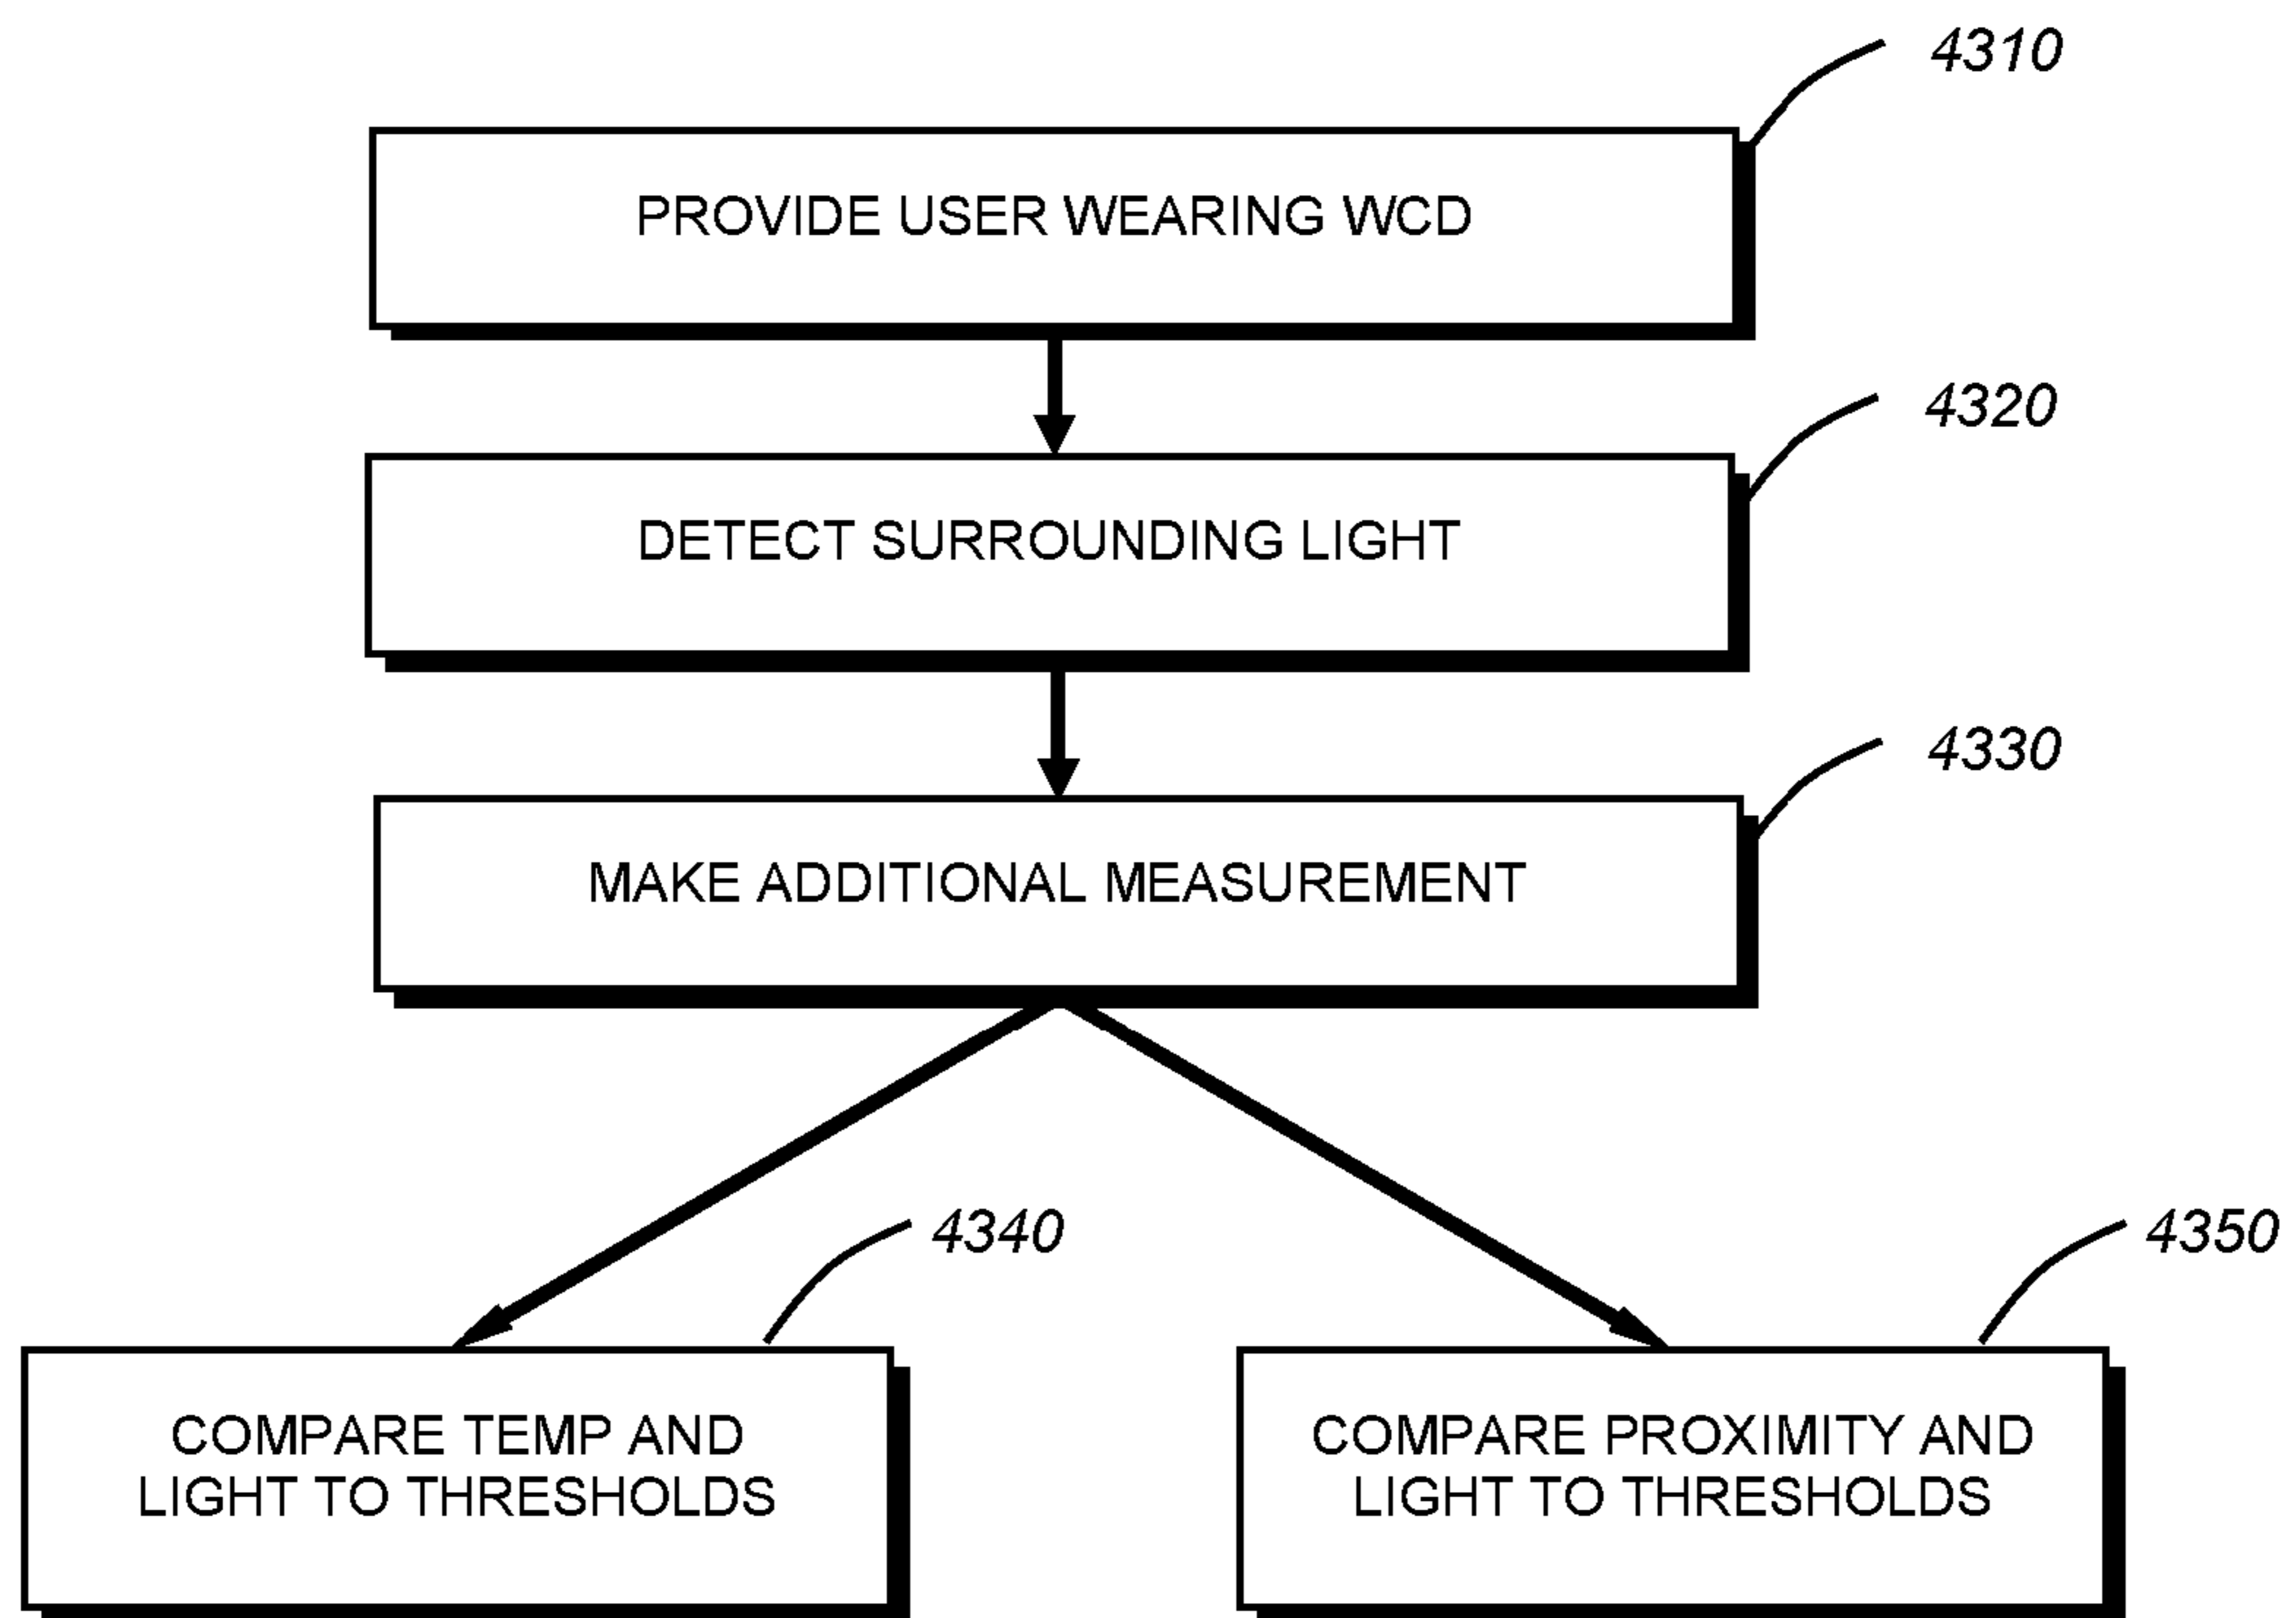 4310
PROVIDE USER WEARING WCD
4320
DETECT SURROUNDING LIGHT
4330
MAKE ADDITIONAL MEASUREMENT
4340
COMPARE TEMP AND
LIGHT TO THRESHOLDS
4350
COMPARE PROXIMITY AND
LIGHT TO THRESHOLDS